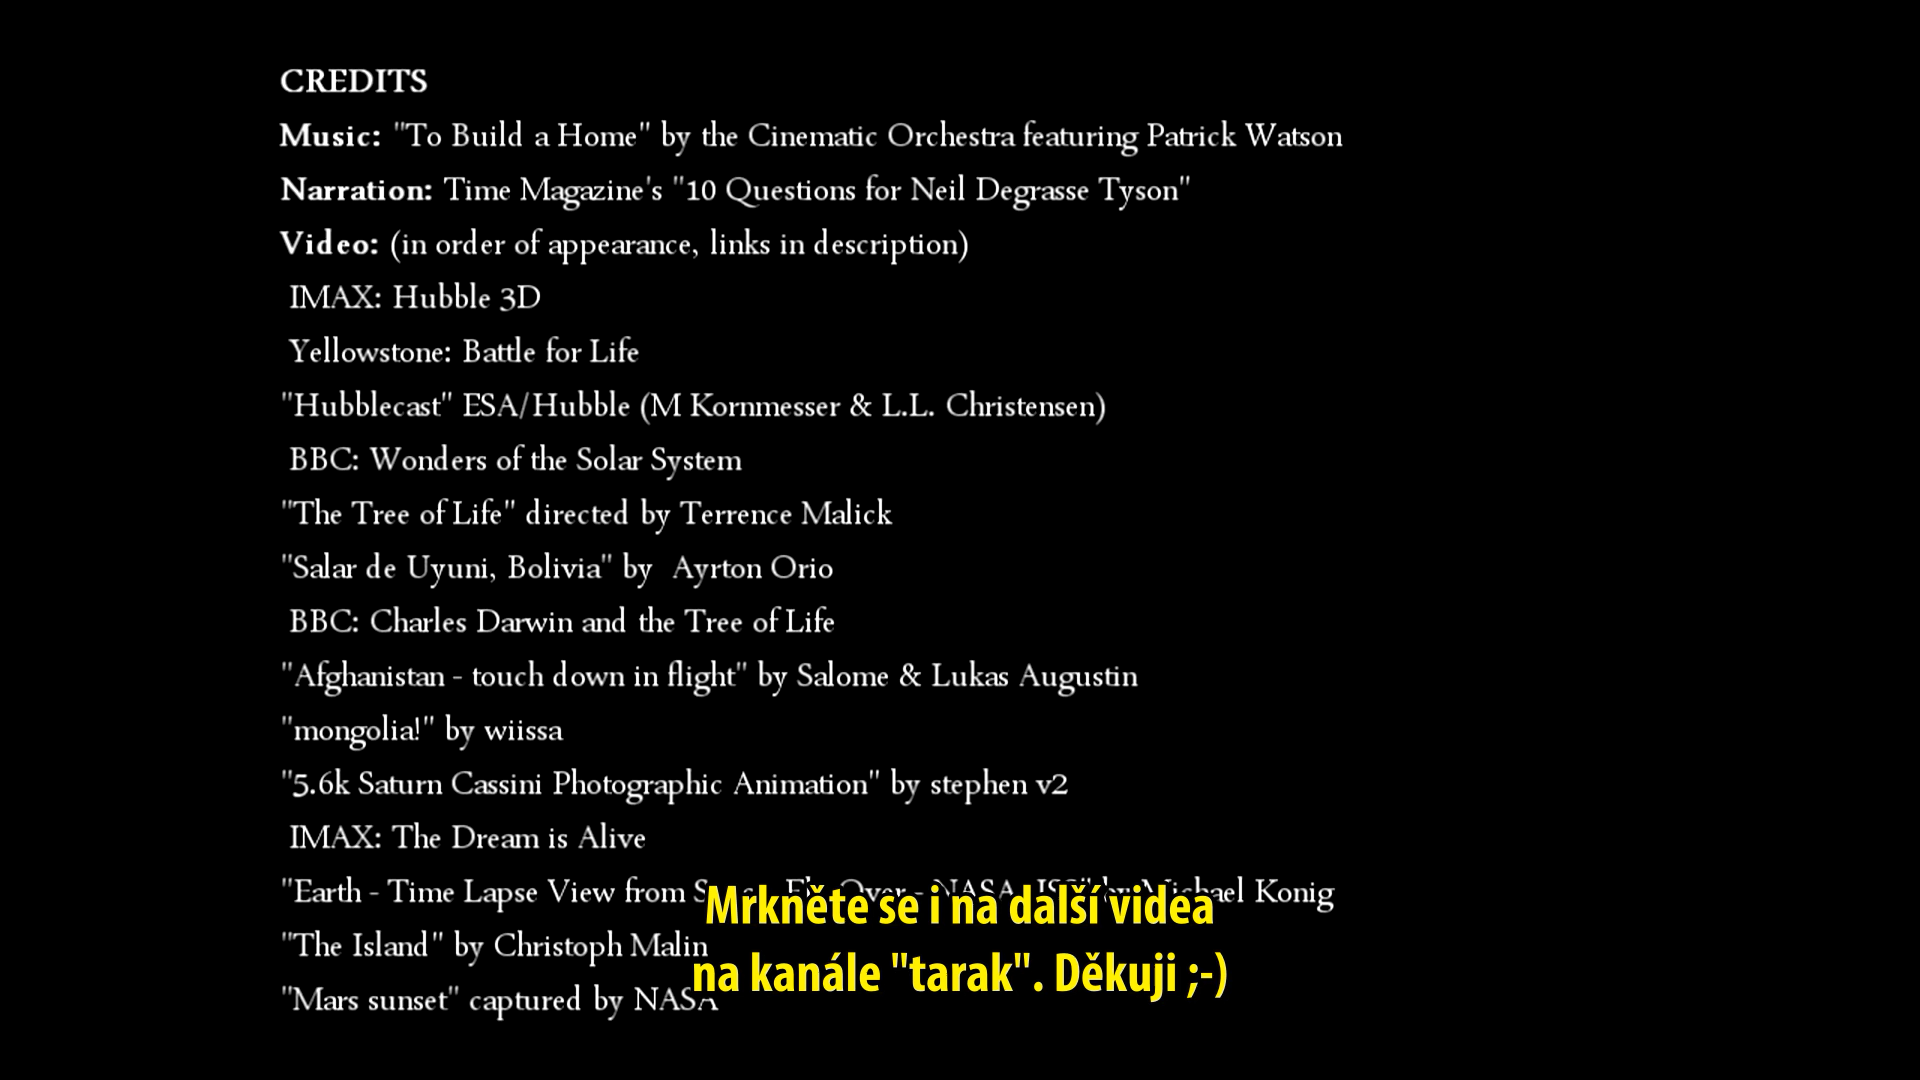 CREDITS
Music: "To Build a Home" by the Cinematic Orchestra featuring Patrick Watson
Narration: Time Magazine's "10 Questions for Neil Degrasse Tyson"
Video: (in order of appearance, links in description)
IMAX: Hubble 3D
Yellowstone: Battle for Life
"Hubblecast" ESA/Hubble (M Kornmesser & L.L. Christensen)
BBC: Wonders of the Solar System
"The Tree of Life" directed by Terrence Malick
"Salar de Uyuni, Bolivia" by Ayrton Orio
BBC: Charles Darwin and the Tree of Life
"Afghanistan - touch down in flight" by Salome & Lukas Augustin
"mongolia!" by wiissa
"5.6k Saturn Cassini Photographic Animation" by stephen v2
IMAX: The Dream is Alive
"Earth - Time Lapse View from Over - NASA, ISS" by Michael Konig
"The Island" by Christoph Malin
"Mars sunset" captured by NASA
Mrkněte se i na další videa
na kanále "tarak". Děkuji ;-)